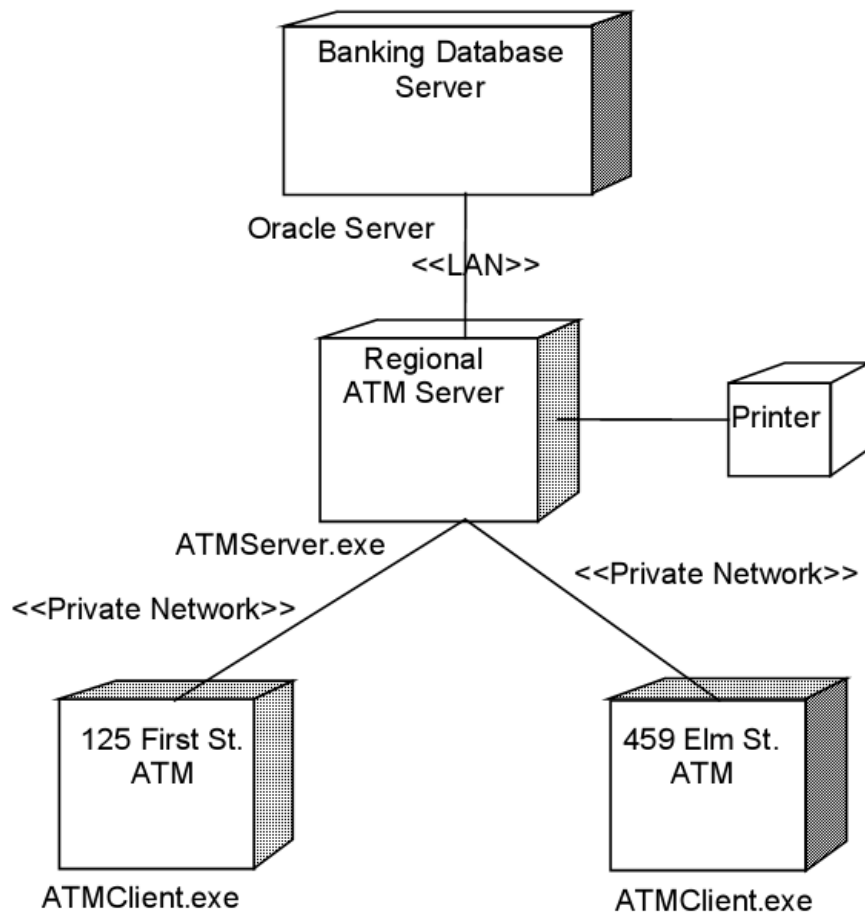 Banking Database
Server
Oracle Server
<<LAN>>
Regional
ATM Server
Printer
ATMServer.exe
<<Private Network>>
<<Private Network>>
125 First St.
ATM
459 Elm St.
ATM
ATMClient.exe
ATMClient.exe